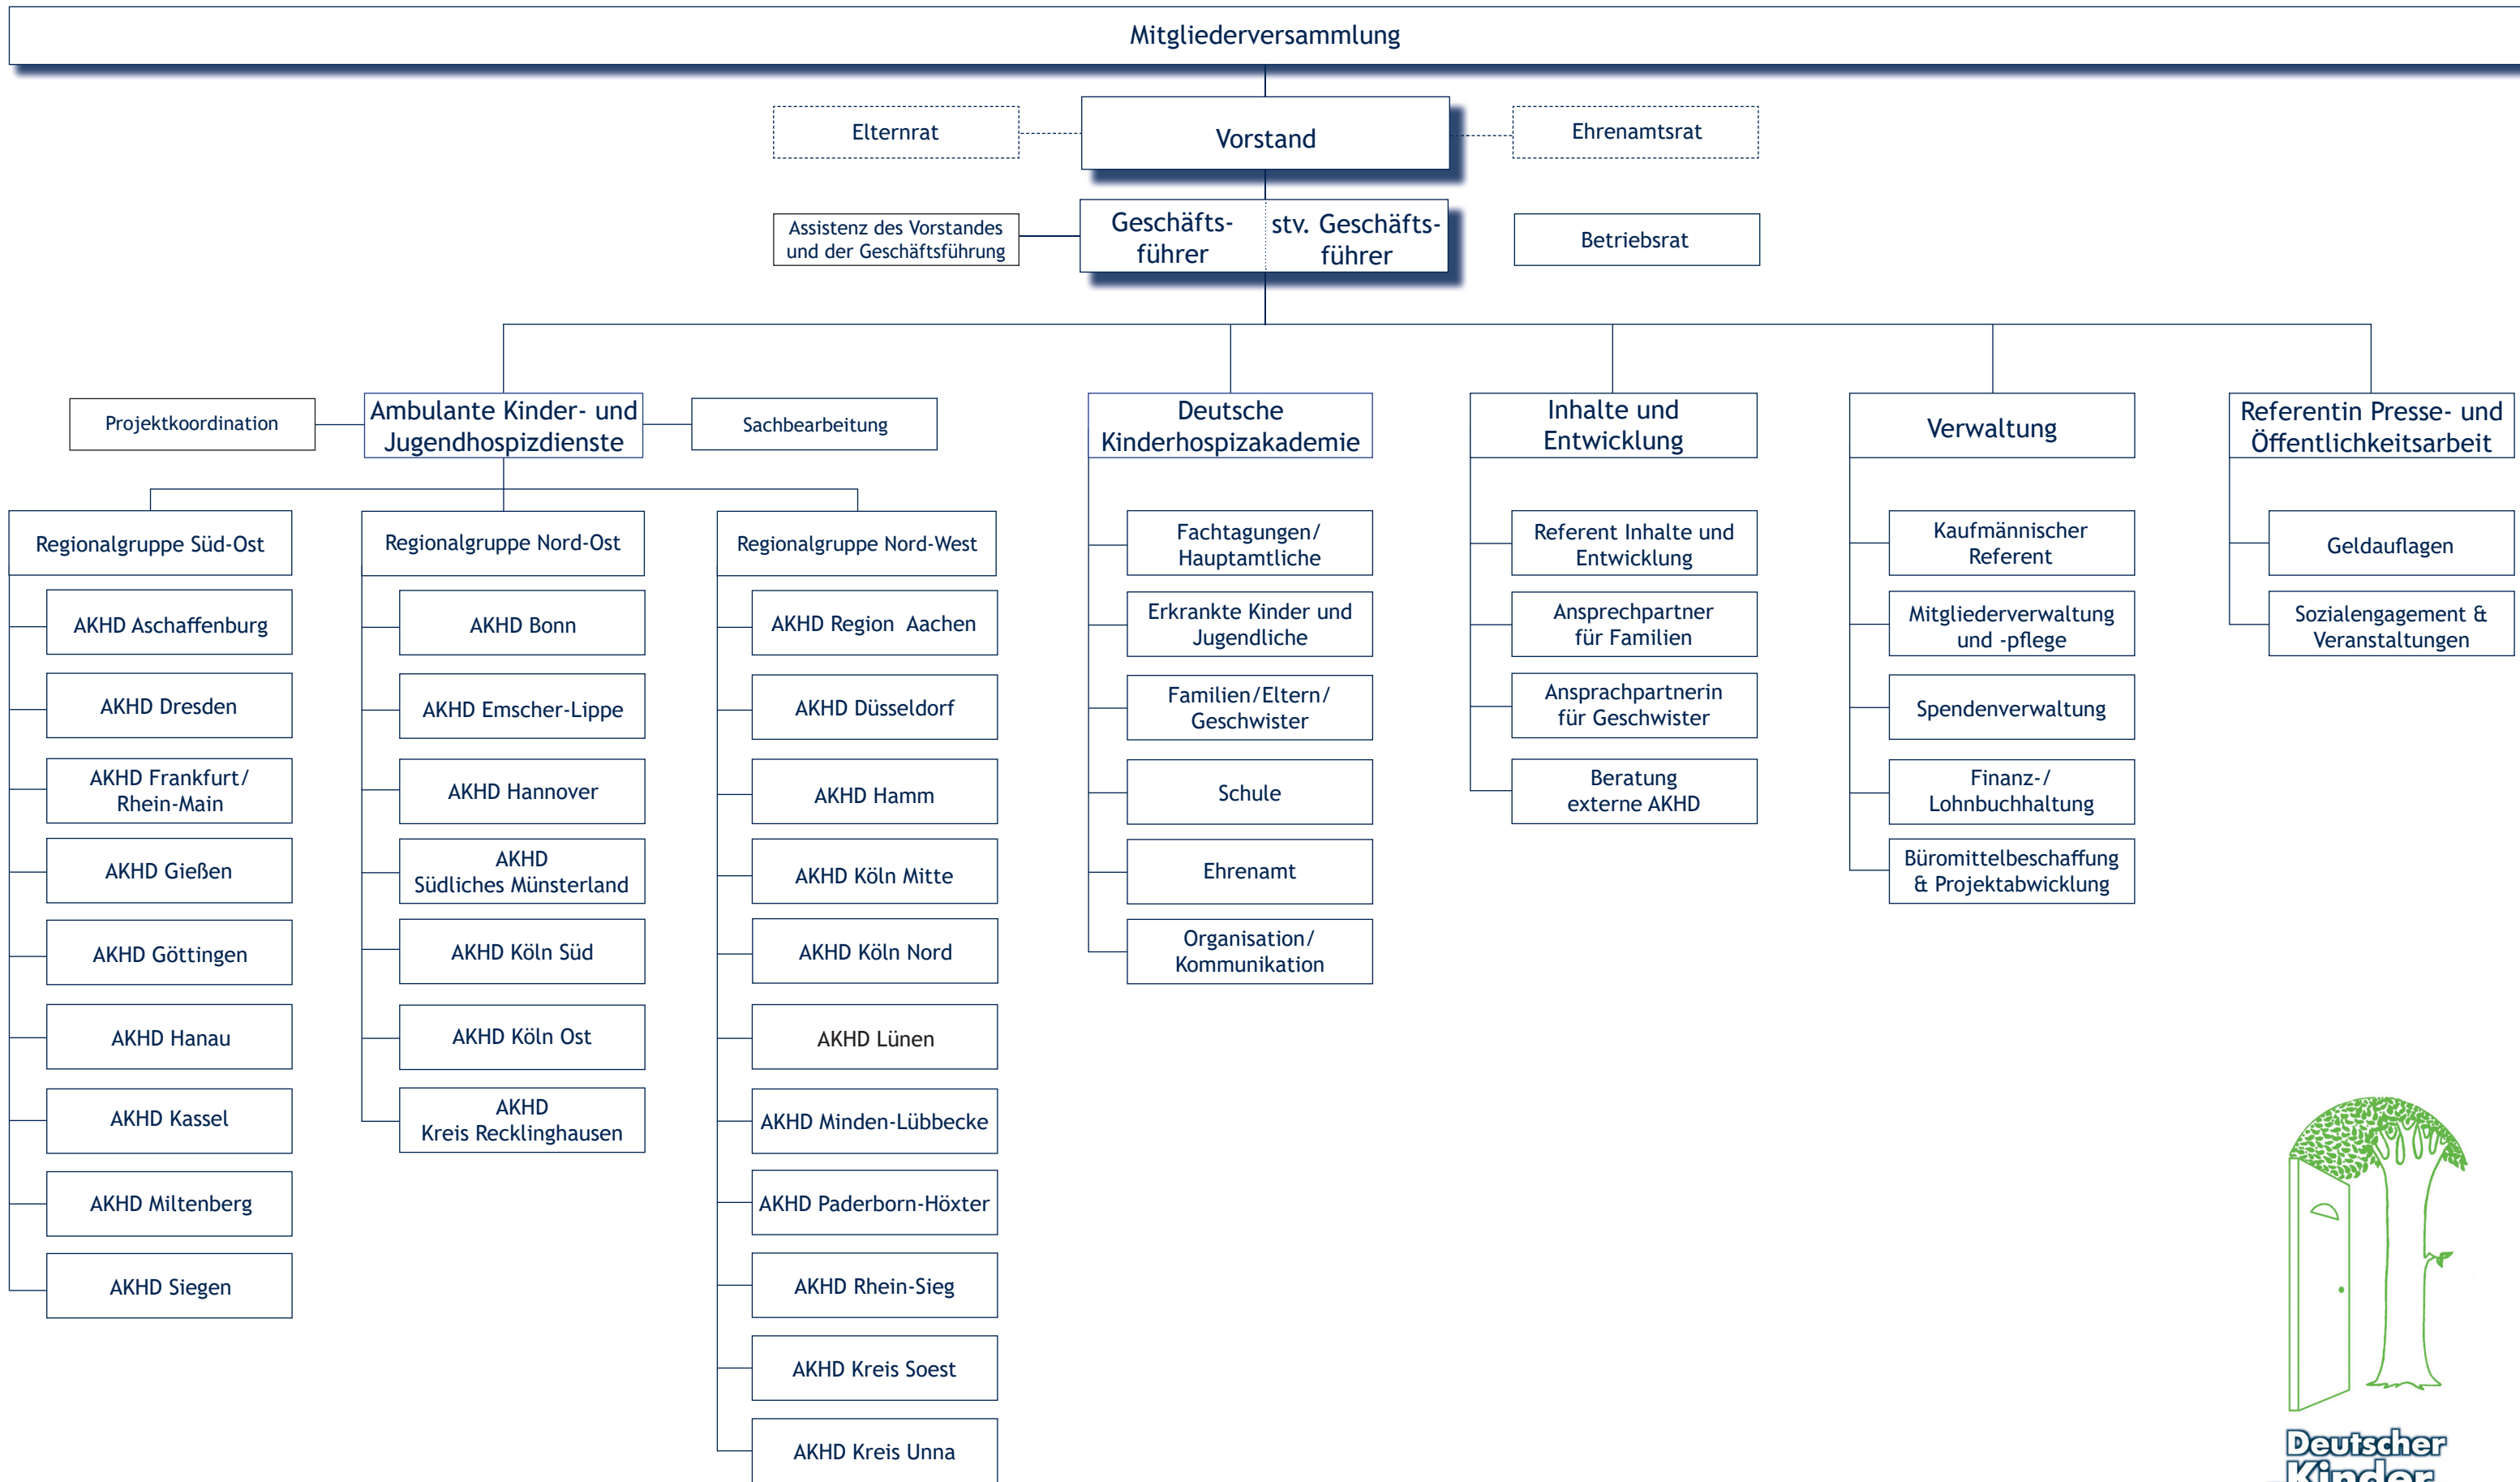 Mitgliederversammlung
Elternrat
Vorstand
Ehrenamtsrat
Assistenz des Vorstandes
und der Geschäftsführung
Geschäfts-
führer
stv. Geschäfts-
führer
Betriebsrat
Projektkoordination
Ambulante Kinder- und
Jugendhospizdienste
Sachbearbeitung
Deutsche
Kinderhospizakademie
Inhalte und
Entwicklung
Verwaltung
Referentin Presse- und
Öffentlichkeitsarbeit
Regionalgruppe Süd-Ost
AKHD Aschaffenburg
AKHD Dresden
AKHD Frankfurt/
Rhein-Main
AKHD Gießen
AKHD Göttingen
AKHD Hanau
AKHD Kassel
AKHD Miltenberg
AKHD Siegen
Regionalgruppe Nord-Ost
AKHD Bonn
AKHD Emscher-Lippe
AKHD Hannover
AKHD
Südliches Münsterland
AKHD Köln Süd
AKHD Köln Ost
AKHD
Kreis Recklinghausen
Regionalgruppe Nord-West
AKHD Region  Aachen
AKHD Düsseldorf
AKHD Hamm
AKHD Köln Mitte
AKHD Köln Nord
AKHD Lünen
AKHD Minden-Lübbecke
AKHD Paderborn-Höxter
AKHD Rhein-Sieg
AKHD Kreis Soest
AKHD Kreis Unna
Fachtagungen/
Hauptamtliche
Erkrankte Kinder und
Jugendliche
Familien/Eltern/
Geschwister
Schule
Ehrenamt
Organisation/
Kommunikation
Referent Inhalte und
Entwicklung
Ansprechpartner
für Familien
Ansprachpartnerin
für Geschwister
Beratung
externe AKHD
Kaufmännischer
Referent
Mitgliederverwaltung
und -pflege
Spendenverwaltung
Finanz-/
Lohnbuchhaltung
Büromittelbeschaffung
& Projektabwicklung
Geldauflagen
Sozialengagement &
Veranstaltungen
Deutscher
Kinder